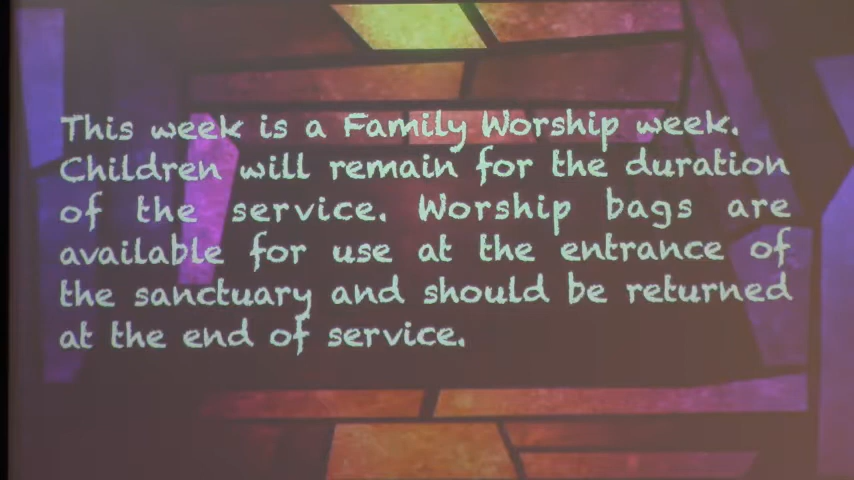 This week is a Family Worship week.
Children will remain for the duration
of the service. Worship bags are
available for use at the entrance of
the sanctuary and should be returned
at the end of service.